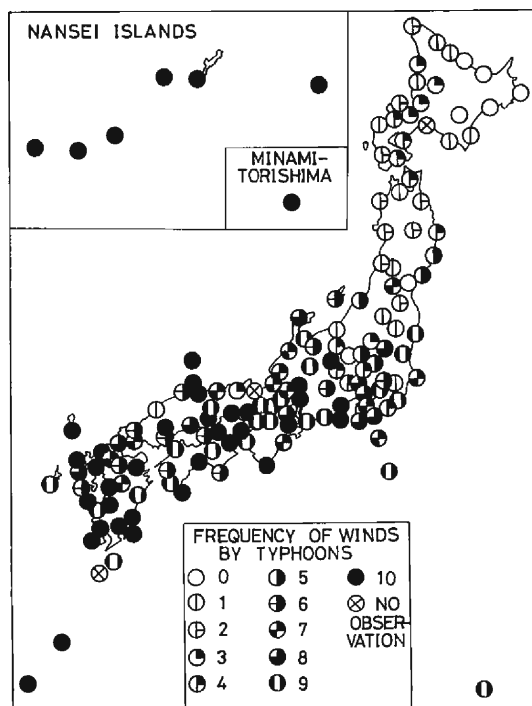 NANSEI ISLANDS
MINAMI-
TORISHIMA
FREQUENCY OF WINDS
BY TYPHOONS
0 5 10
1 6 NO
2 7 OBSER-
3 8 VATION
4 9